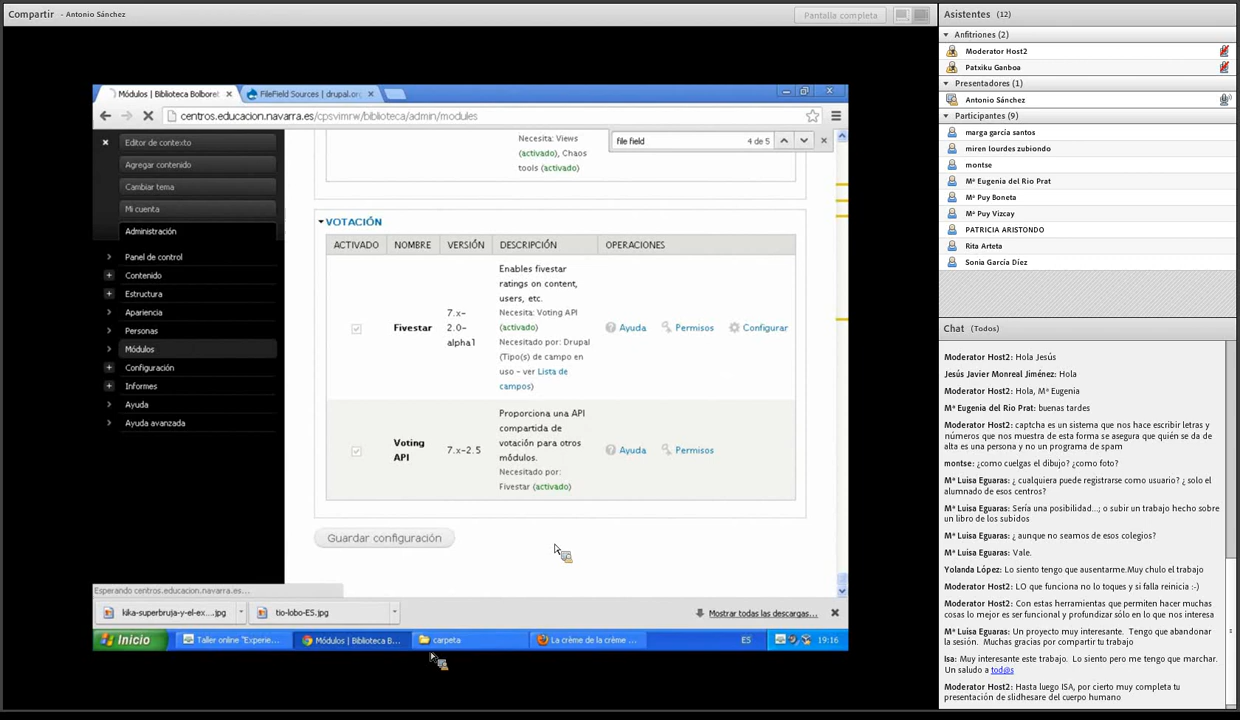 Compartir - Antonio Sánchez
Pantalla completa
Módulos | Biblioteca Bolboret
FileField Sources | drupal.org
centros.educacion.navarra.es/cpsvimrw/biblioteca/admin/modules
file field
4 de 5
Editor de contexto
Agregar contenido
Cambiar tema
Mi cuenta
Administración
Panel de control
Contenido
Estructura
Apariencia
Personas
Módulos
Configuración
Informes
Ayuda
Ayuda avanzada
Necesita: Views
(activado), Chaos
tools (activado)
VOTACIÓN
ACTIVADO NOMBRE VERSIÓN DESCRIPCIÓN OPERACIONES
Fivestar
7.x-
2.0-
alpha1
Enables fivestar
ratings on content,
users, etc.
Necesita: Voting API
(activado)
Necesitado por: Drupal
(Tipo(s) de campo en
uso - ver Lista de
campos)
Ayuda Permisos Configurar
Voting
API
7.x-2.5
Proporciona una API
compartida de
votación para otros
módulos.
Necesitado por:
Fivestar (activado)
Ayuda Permisos
Guardar configuración
Esperando centros.educacion.navarra.es...
kika-superbruja-y-el-ex....jpg
tio-lobo-ES.jpg
Mostrar todas las descargas...
Inicio
Taller online "Experie...
Módulos | Biblioteca B...
carpeta
La crème de la crème ...
ES
19:16
Asistentes (12)
Anfitriones (2)
Moderator Host2
Patxiku Ganboa
Presentadores (1)
Antonio Sánchez
Participantes (9)
marga garcía santos
miren lourdes zubiondo
montse
Mª Eugenia del Rio Prat
Mª Puy Boneta
Mª Puy Vizcay
PATRICIA ARISTONDO
Rita Arteta
Sonia García Díez
Chat (Todos)
Moderator Host2: Hola Jesús
Jesús Javier Monreal Jiménez: Hola
Moderator Host2: Hola, Mª Eugenia
Mª Eugenia del Rio Prat: buenas tardes
Moderator Host2: captcha es un sistema que nos hace escribir letras y
números que nos muestra de esta forma se asegura que quién se da de
alta es una persona y no un programa de spam
montse: ¿como cuelgas el dibujo? ¿como foto?
Mª Luisa Eguaras: ¿ cualquiera puede registrarse como usuario? ¿ solo el
alumnado de esos centros?
Mª Luisa Eguaras: Sería una posibilidad...; o subir un trabajo hecho sobre
un libro de los subidos
Mª Luisa Eguaras: ¿ aunque no seamos de esos colegios?
Mª Luisa Eguaras: Vale.
Yolanda López: Lo siento tengo que ausentarme.Muy chulo el trabajo
Moderator Host2: LO que funciona no lo toques y si falla reinicia :-)
Moderator Host2: Con estas herramientas que permiten hacer muchas
cosas lo mejor es ser funcional y profundizar sólo en lo que nos interesa
Mª Luisa Eguaras: Un proyecto muy interesante. Tengo que abandonar
la sesión. Muchas gracias por compartir tu trabajo
Isa: Muy interesante este trabajo. Lo siento pero me tengo que marchar.
Un saludo a tod@s
Moderator Host2: Hasta luego ISA, por cierto muy completa tu
presentación de slidhesare del cuerpo humano